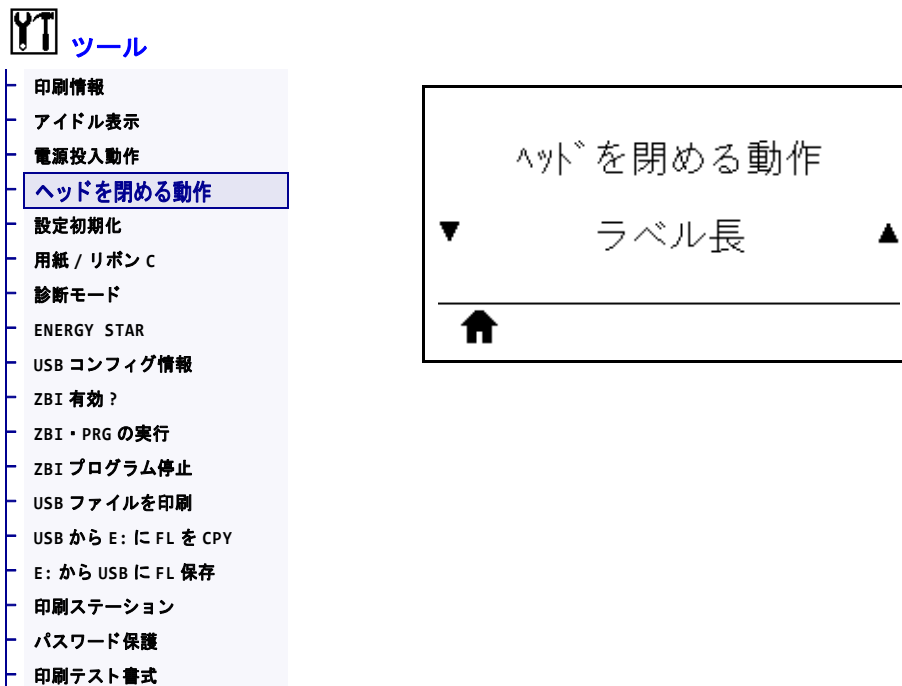 ツール
印刷情報
アイドル表示
電源投入動作
ヘッドを閉める動作
設定初期化
用紙 / リボン C
診断モード
ENERGY STAR
USB コンフィグ情報
ZBI 有効 ?
ZBI・PRG の実行
ZBI プログラム停止
USB ファイルを印刷
USB から E: に FL を CPY
E: から USB に FL 保存
印刷ステーション
パスワード保護
印刷テスト書式
ﾍｯﾄﾞを閉める動作
▼ ラベル長 ▲